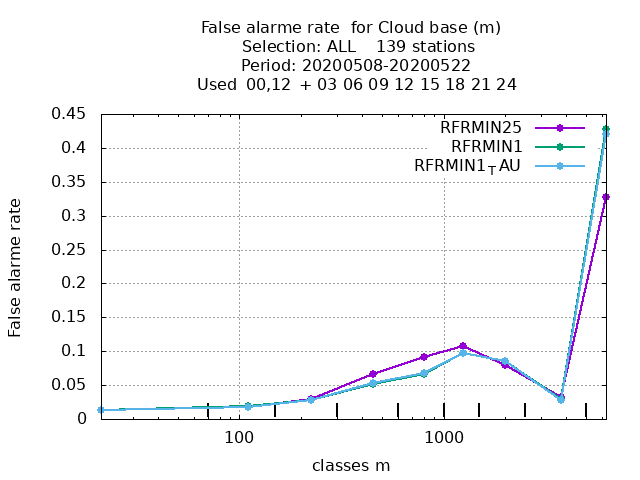 False alarme rate  for Cloud base (m)
Selection: ALL    139 stations
Period: 20200508-20200522
Used  00,12  + 03 06 09 12 15 18 21 24
RFRMIN25
RFRMIN1
RFRMIN1TAU
0.45
0.4
0.35
0.3
0.25
0.2
0.15
0.1
0.05
0
False alarme rate
100 1000
classes m